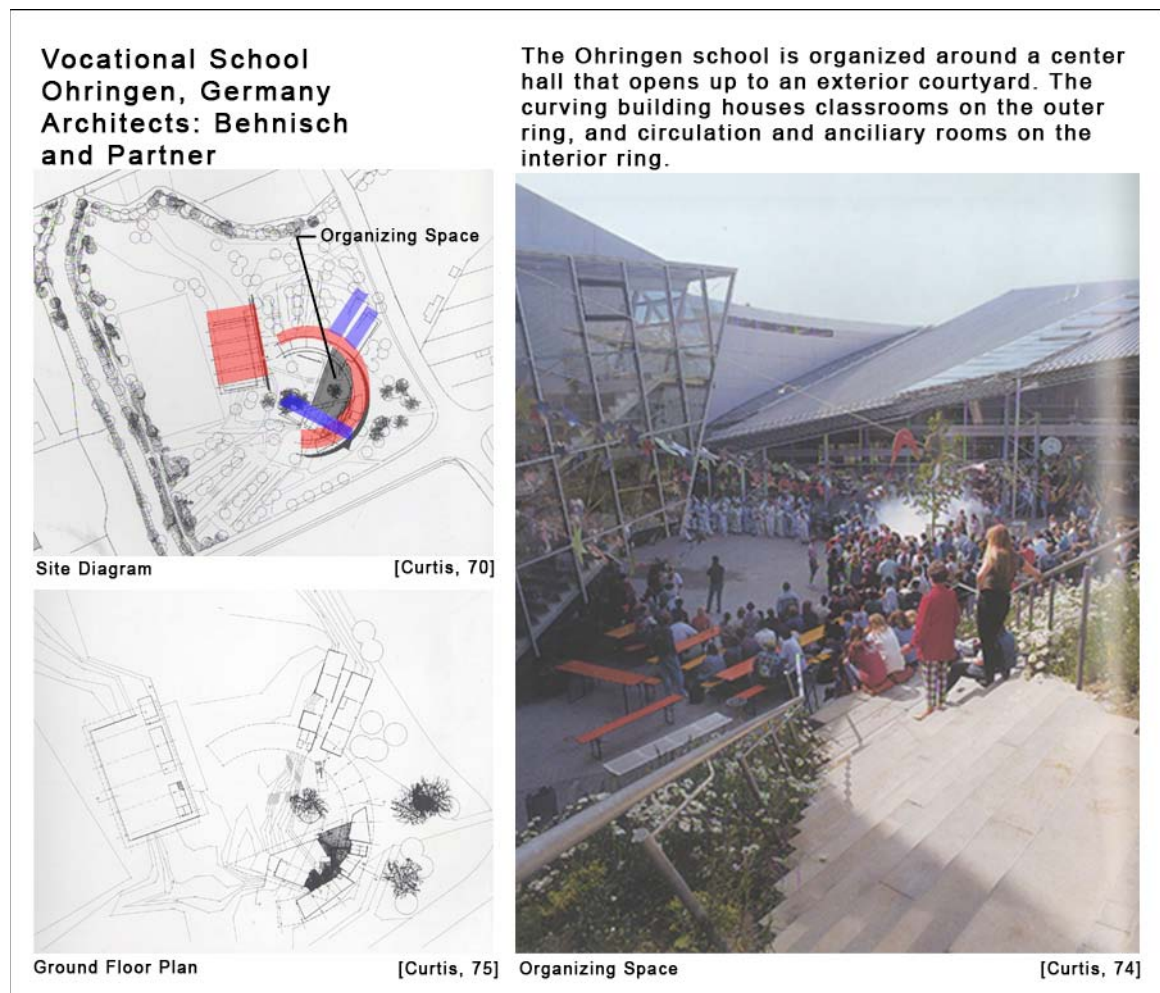 Vocational School
Ohringen, Germany
Architects: Behnisch
and Partner
The Ohringen school is organized around a center
hall that opens up to an exterior courtyard. The
curving building houses classrooms on the outer
ring, and circulation and anciliary rooms on the
interior ring.
Organizing Space
Site Diagram
[Curtis, 70]
Ground Floor Plan
[Curtis, 75]
Organizing Space
[Curtis, 74]